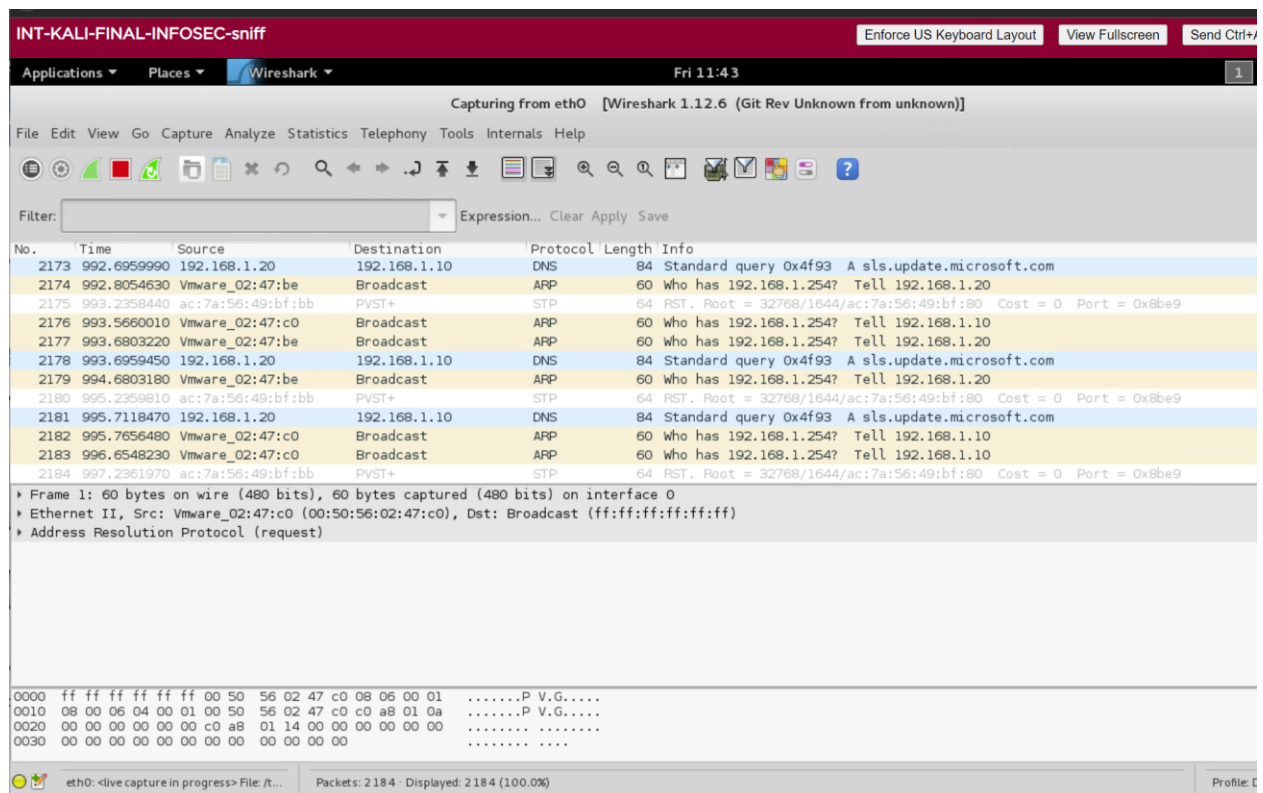 INT-KALI-FINAL-INFOSEC-sniff Enforce US Keyboard Layout View Fullscreen Send Ctrl+A
Applications Places Wireshark Fri 11:43 1
Capturing from eth0 [Wireshark 1.12.6 (Git Rev Unknown from unknown)]
File Edit View Go Capture Analyze Statistics Telephony Tools Internals Help
Filter: Expression... Clear Apply Save
No. Time Source Destination Protocol Length Info
2173 992.6959990 192.168.1.20 192.168.1.10 DNS 84 Standard query 0x4f93 A sls.update.microsoft.com
2174 992.8054630 Vmware_02:47:be Broadcast ARP 60 Who has 192.168.1.254? Tell 192.168.1.20
2175 993.2358440 ac:7a:56:49:bf:bb PVST+ STP 64 RST. Root = 32768/1644/ac:7a:56:49:bf:80 Cost = 0 Port = 0x8be9
2176 993.5660010 Vmware_02:47:c0 Broadcast ARP 60 Who has 192.168.1.254? Tell 192.168.1.10
2177 993.6803220 Vmware_02:47:be Broadcast ARP 60 Who has 192.168.1.254? Tell 192.168.1.20
2178 993.6959450 192.168.1.20 192.168.1.10 DNS 84 Standard query 0x4f93 A sls.update.microsoft.com
2179 994.6803180 Vmware_02:47:be Broadcast ARP 60 Who has 192.168.1.254? Tell 192.168.1.20
2180 995.2359810 ac:7a:56:49:bf:bb PVST+ STP 64 RST. Root = 32768/1644/ac:7a:56:49:bf:80 Cost = 0 Port = 0x8be9
2181 995.7118470 192.168.1.20 192.168.1.10 DNS 84 Standard query 0x4f93 A sls.update.microsoft.com
2182 995.7656480 Vmware_02:47:c0 Broadcast ARP 60 Who has 192.168.1.254? Tell 192.168.1.10
2183 996.6548230 Vmware_02:47:c0 Broadcast ARP 60 Who has 192.168.1.254? Tell 192.168.1.10
2184 997.2361970 ac:7a:56:49:bf:bb PVST+ STP 64 RST. Root = 32768/1644/ac:7a:56:49:bf:80 Cost = 0 Port = 0x8be9
Frame 1: 60 bytes on wire (480 bits), 60 bytes captured (480 bits) on interface 0
Ethernet II, Src: Vmware_02:47:c0 (00:50:56:02:47:c0), Dst: Broadcast (ff:ff:ff:ff:ff:ff)
Address Resolution Protocol (request)
0000 ff ff ff ff ff ff 00 50 56 02 47 c0 08 06 00 01 .......P V.G.....
0010 08 00 06 04 00 01 00 50 56 02 47 c0 c0 a8 01 0a .......P V.G.....
0020 00 00 00 00 00 00 c0 a8 01 14 00 00 00 00 00 00 ........ ........
0030 00 00 00 00 00 00 00 00 00 00 00 00 ........ ....
eth0: <live capture in progress> File: /t... Packets: 2184 · Displayed: 2184 (100.0%) Profile: D